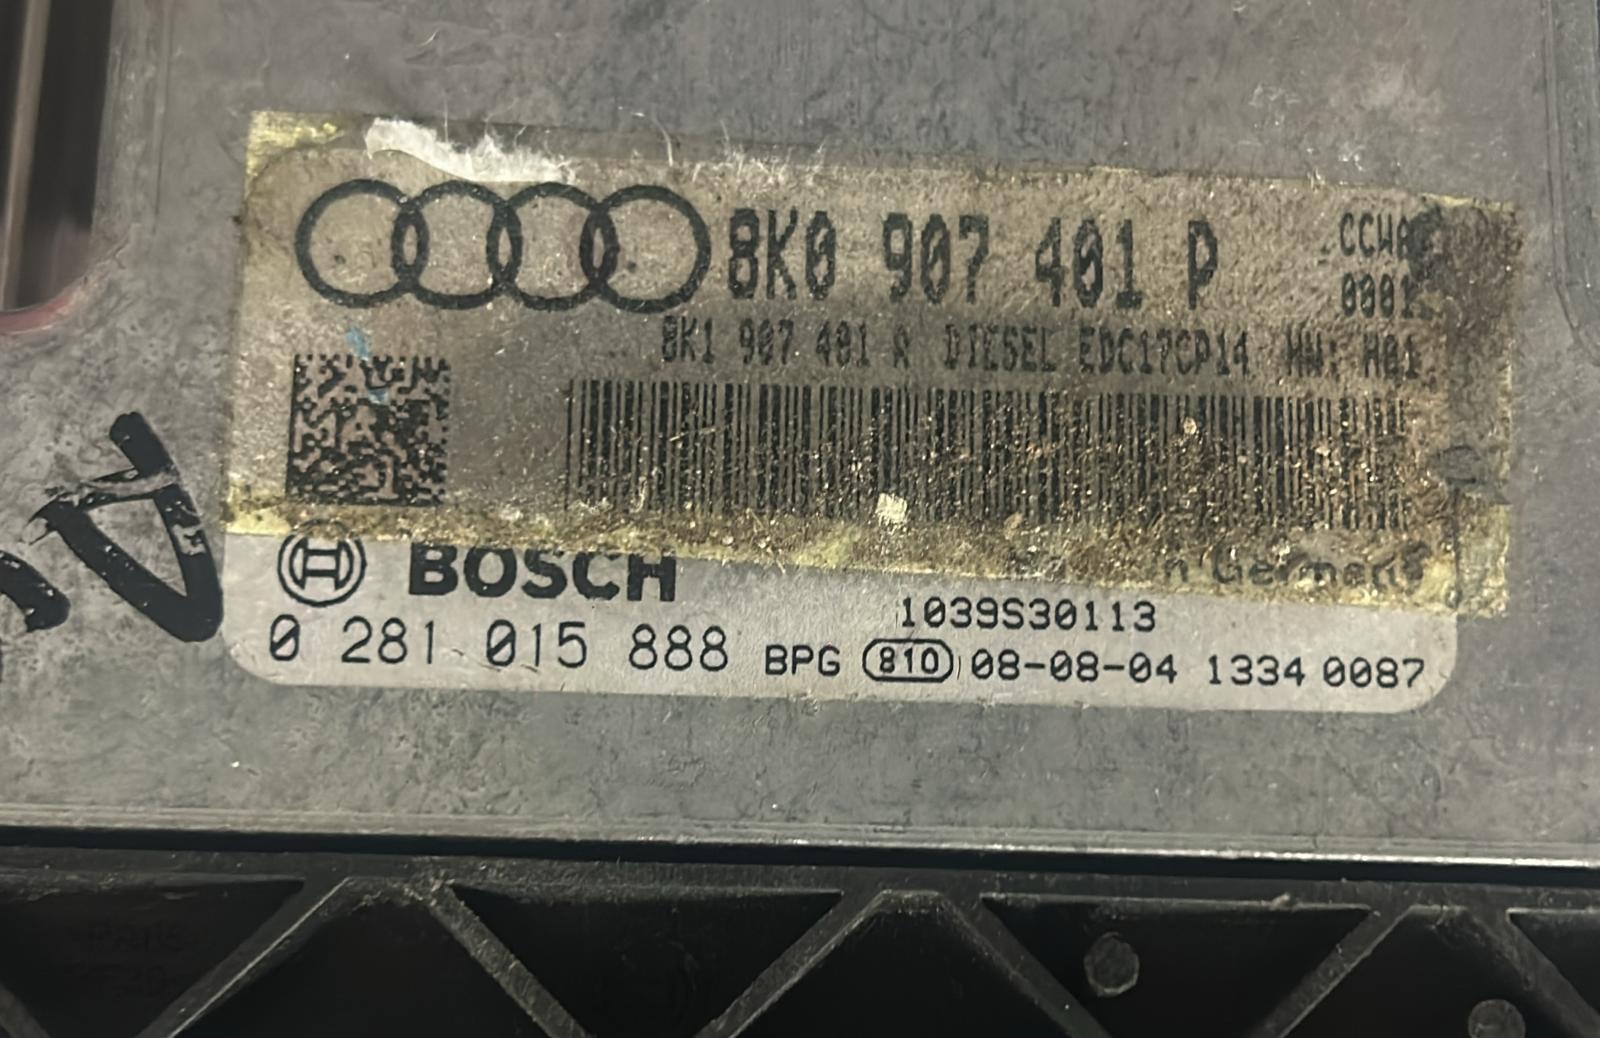 8K0 907 401 P
CCWA
0001
8K1 907 401 A DIESEL EDC17CP14 HW: H01
BOSCH
n Germany
1039S30113
0 281 015 888 BPG 810 08-08-04 1334 0087